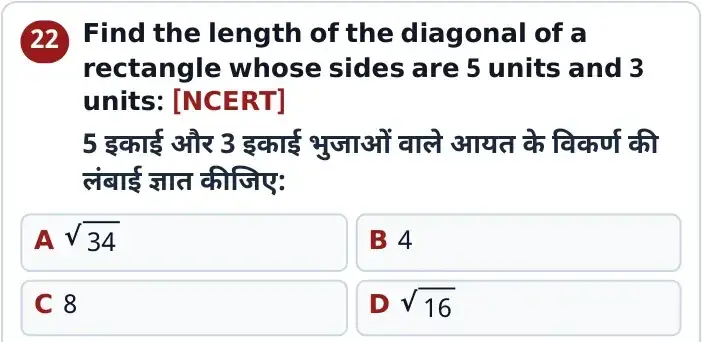 22 Find the length of the diagonal of a
rectangle whose sides are 5 units and 3
units: [NCERT]
5 इकाई और 3 इकाई भुजाओं वाले आयत के विकर्ण की
लंबाई ज्ञात कीजिए:
A √34 B 4
C 8 D √16